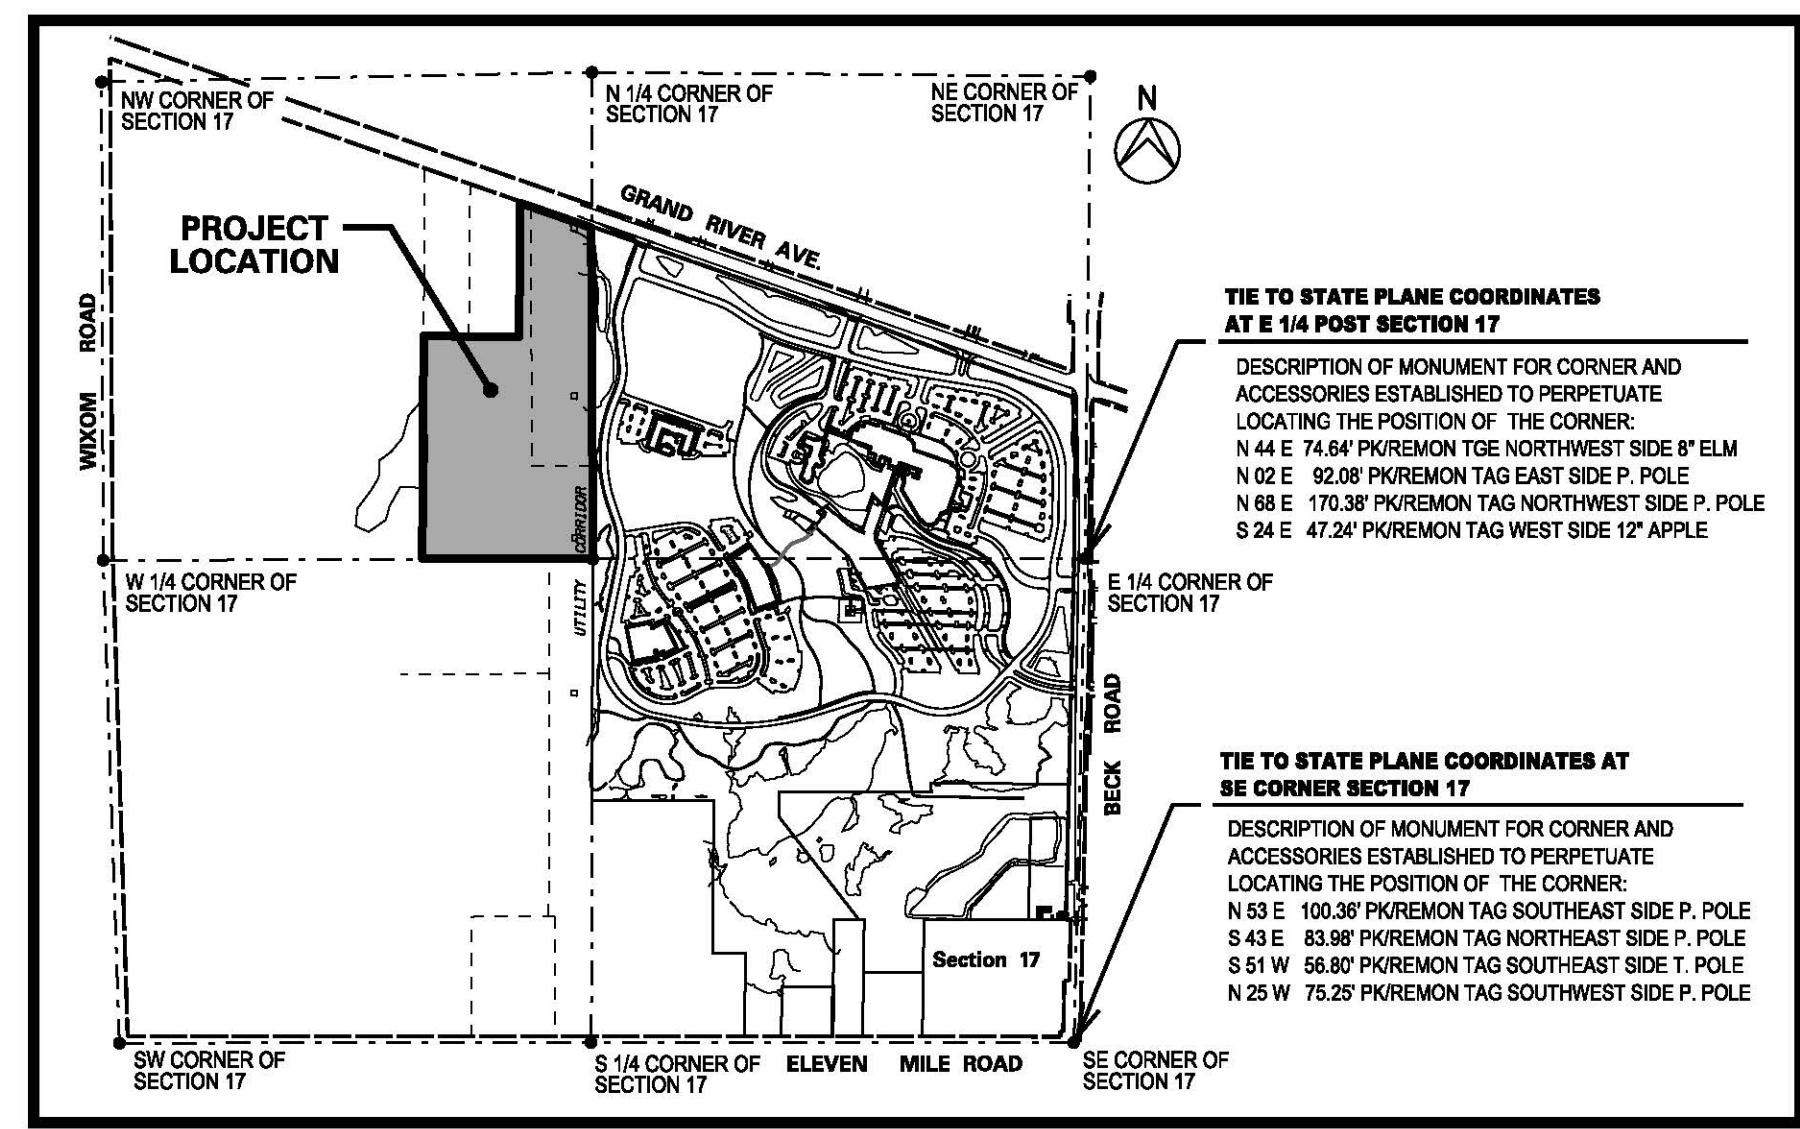 NW CORNER OF
SECTION 17
N 1/4 CORNER OF
SECTION 17
NE CORNER OF
SECTION 17
N
GRAND RIVER AVE.
PROJECT
LOCATION
WIXOM ROAD
TIE TO STATE PLANE COORDINATES
AT E 1/4 POST SECTION 17
DESCRIPTION OF MONUMENT FOR CORNER AND
ACCESSORIES ESTABLISHED TO PERPETUATE
LOCATING THE POSITION OF THE CORNER:
N 44 E 74.64' PK/REMON TGE NORTHWEST SIDE 8" ELM
N 02 E 92.08' PK/REMON TAG EAST SIDE P. POLE
N 68 E 170.38' PK/REMON TAG NORTHWEST SIDE P. POLE
S 24 E 47.24' PK/REMON TAG WEST SIDE 12" APPLE
UTILITY CORRIDOR
W 1/4 CORNER OF
SECTION 17
E 1/4 CORNER OF
SECTION 17
BECK ROAD
TIE TO STATE PLANE COORDINATES AT
SE CORNER SECTION 17
DESCRIPTION OF MONUMENT FOR CORNER AND
ACCESSORIES ESTABLISHED TO PERPETUATE
LOCATING THE POSITION OF THE CORNER:
N 53 E 100.36' PK/REMON TAG SOUTHEAST SIDE P. POLE
S 43 E 83.98' PK/REMON TAG NORTHEAST SIDE P. POLE
S 51 W 56.80' PK/REMON TAG SOUTHEAST SIDE T. POLE
N 25 W 75.25' PK/REMON TAG SOUTHWEST SIDE P. POLE
Section 17
SW CORNER OF
SECTION 17
S 1/4 CORNER OF
SECTION 17
ELEVEN MILE ROAD
SE CORNER OF
SECTION 17